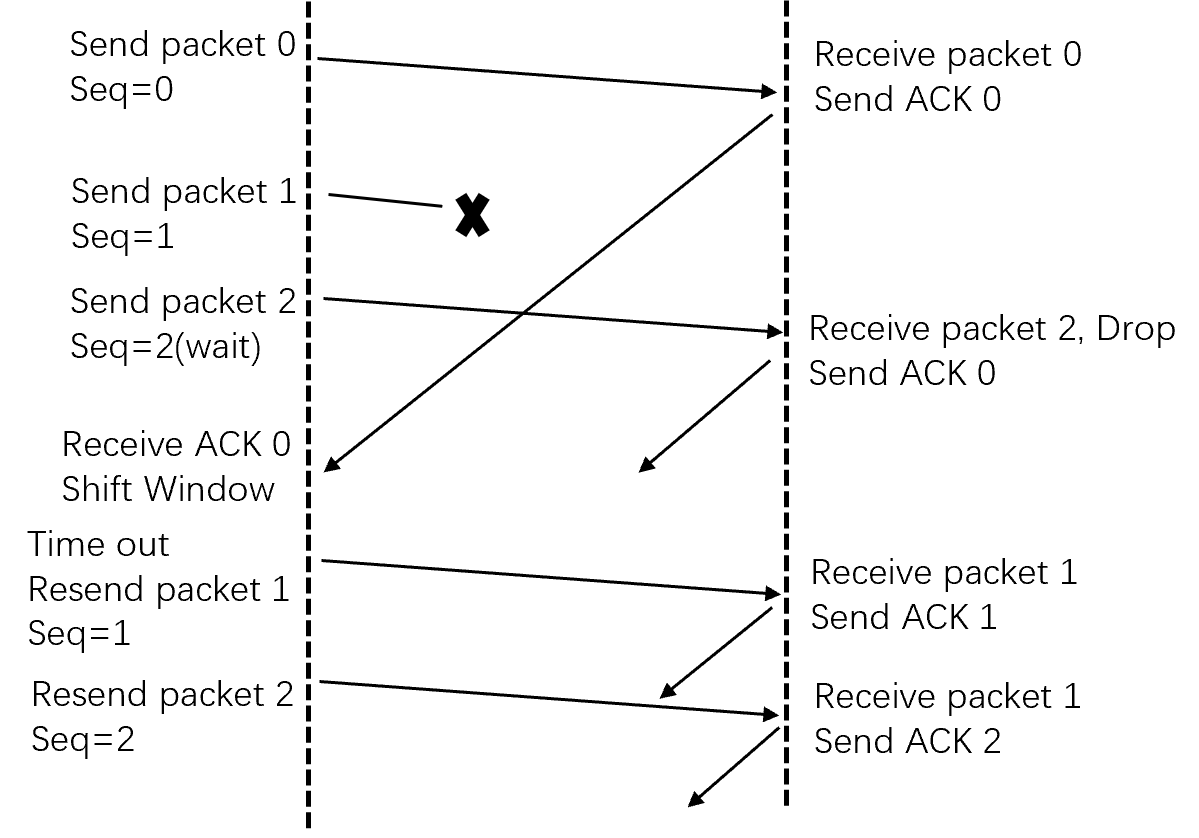 Send packet 0
Seq=0
Receive packet 0
Send ACK 0
Send packet 1
Seq=1
Send packet 2
Seq=2(wait)
Receive packet 2, Drop
Send ACK 0
Receive ACK 0
Shift Window
Time out
Resend packet 1
Seq=1
Receive packet 1
Send ACK 1
Resend packet 2
Seq=2
Receive packet 1
Send ACK 2